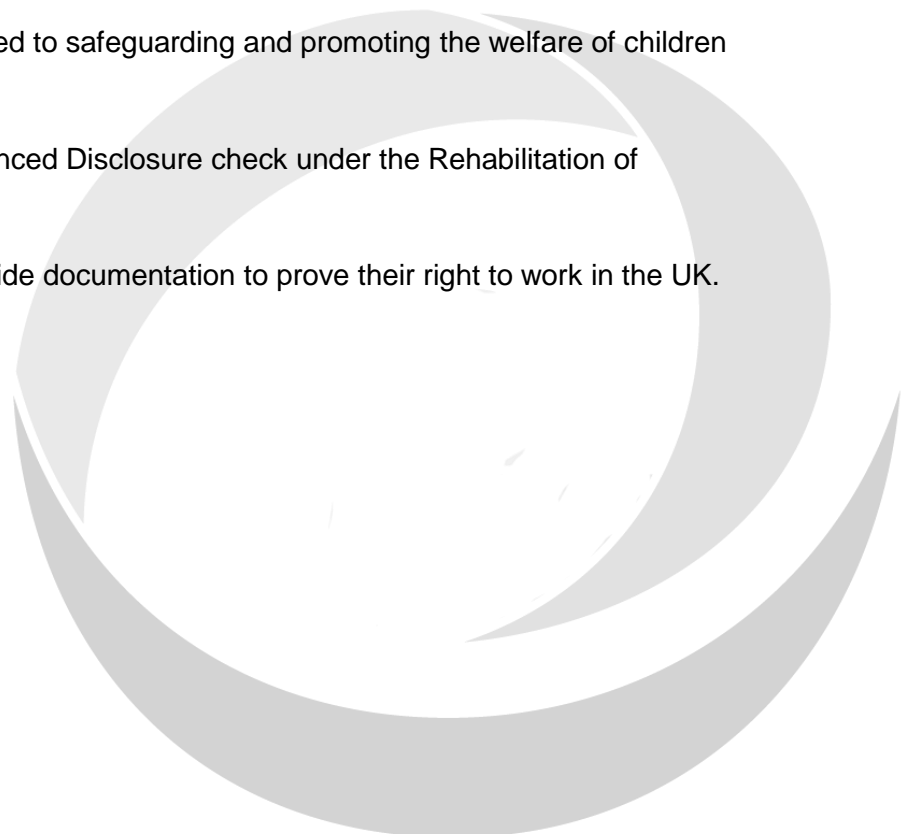 ed to safeguarding and promoting the welfare of children
nced Disclosure check under the Rehabilitation of
ide documentation to prove their right to work in the UK.